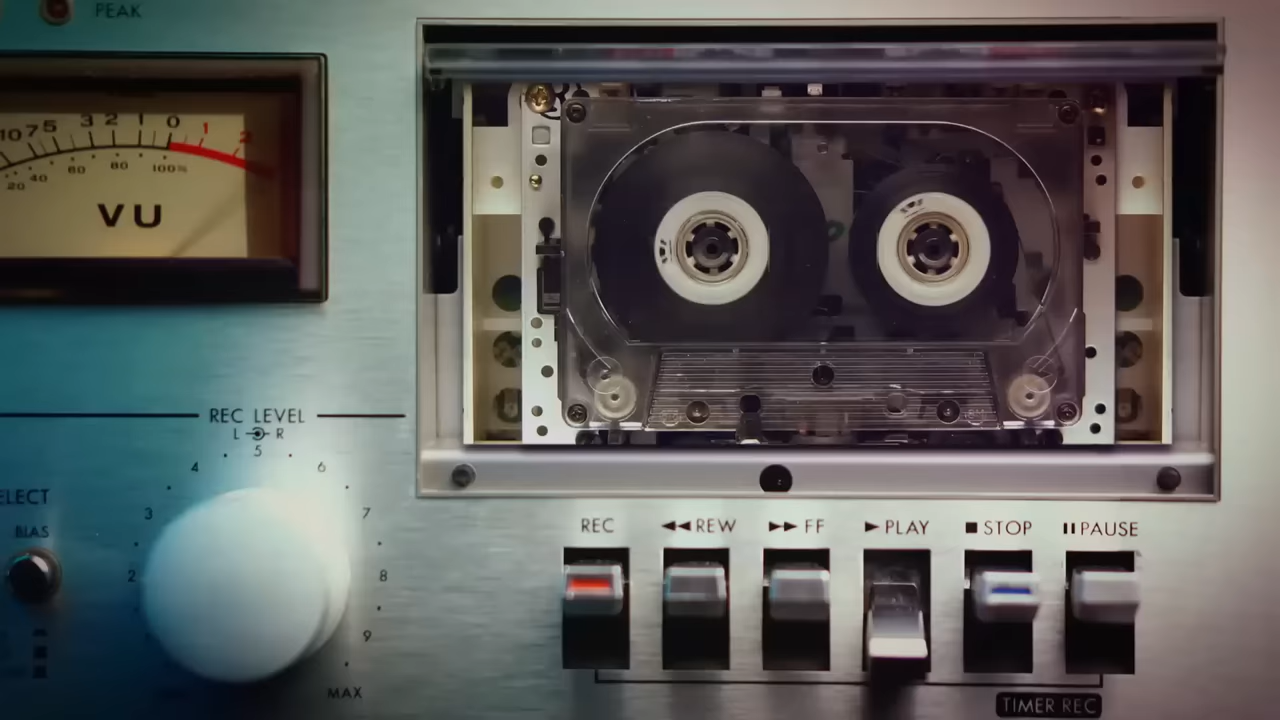 PEAK
10 7 5 3 2 1 0 1 2
20 40 60 80 100%
VU
REC LEVEL
L R
5
4 6
3 7
2 8
9
MAX
ELECT
BIAS
REC ◀◀ REW ▶▶ FF ▶ PLAY ■ STOP ⏸ PAUSE
TIMER REC